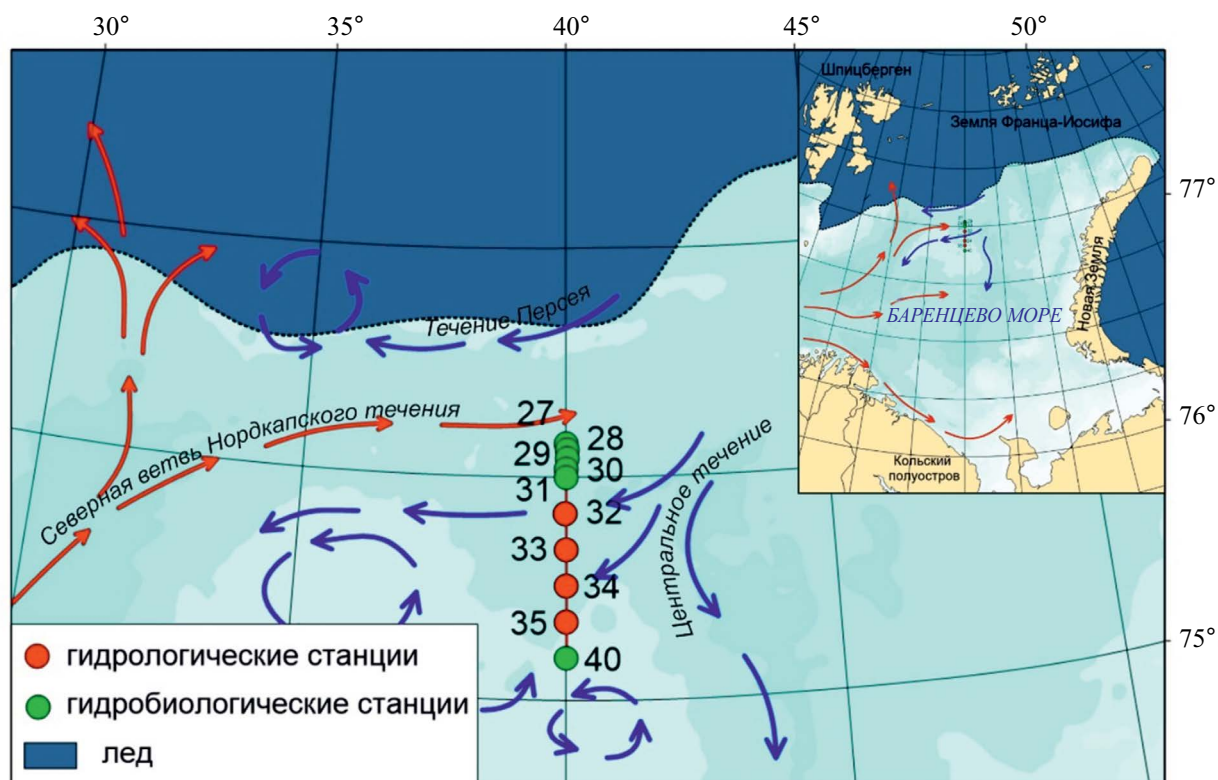 30°
35°
40°
45°
50°
Шпицберген
Земля Франца-Иосифа
77°
Новая Земля
Течение Персея
БАРЕНЦЕВО МОРЕ
Северная ветвь Нордкапского течения
27
28
29
30
31
76°
Кольский
полуостров
Центральное течение
32
33
34
35
40
75°
гидрологические станции
гидробиологические станции
лед